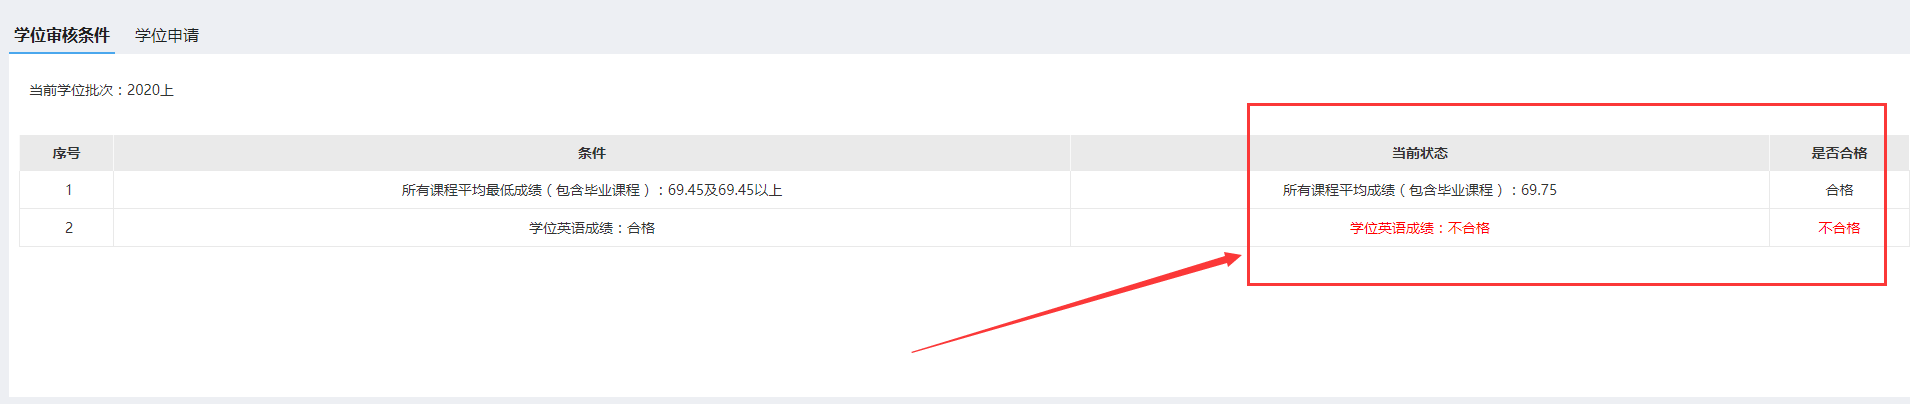 学位审核条件 学位申请
当前学位批次：2020上
序号 条件 当前状态 是否合格
1 所有课程平均最低成绩（包含毕业课程）：69.45及69.45以上 所有课程平均成绩（包含毕业课程）：69.75 合格
2 学位英语成绩：合格 学位英语成绩：不合格 不合格